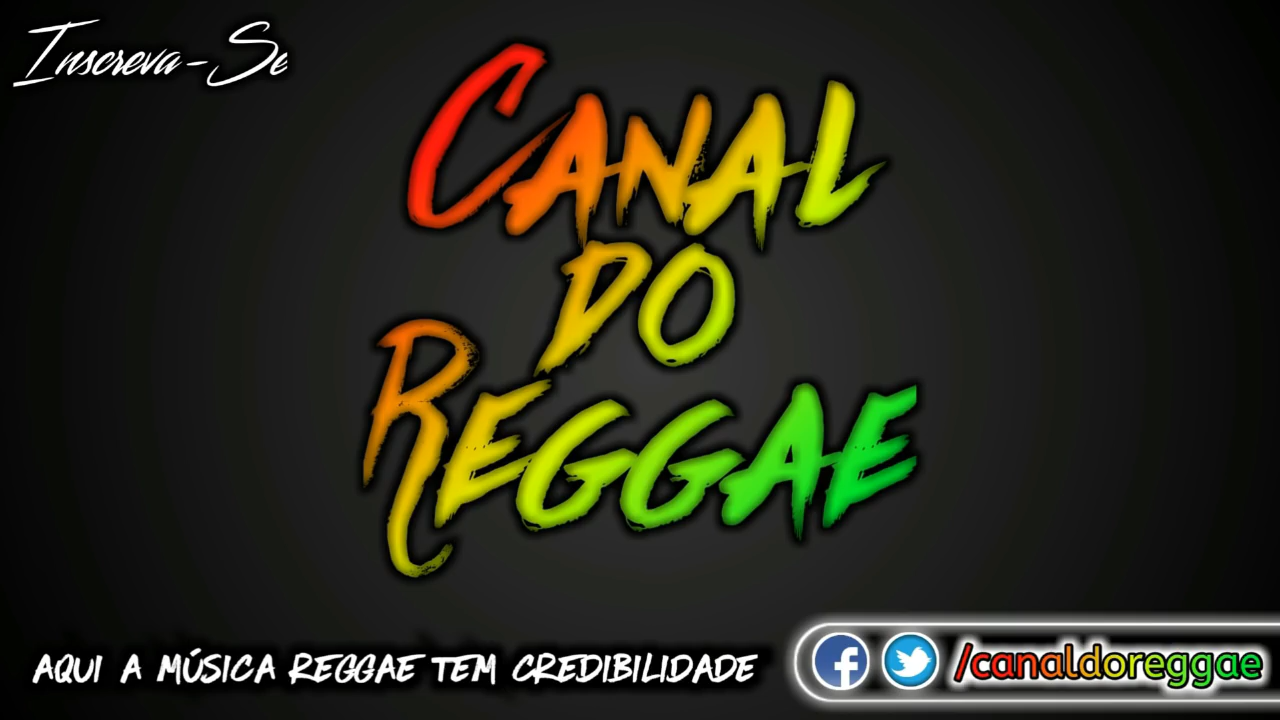 Inscreva-Se
Canal
do
Reggae
AQUI A MÚSICA REGGAE TEM CREDIBILIDADE
/canaldoreggae